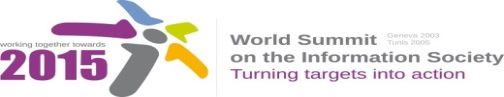 working together towards
2015
World Summit
Geneva 2003
Tunis 2005
on the Information Society
Turning targets into action